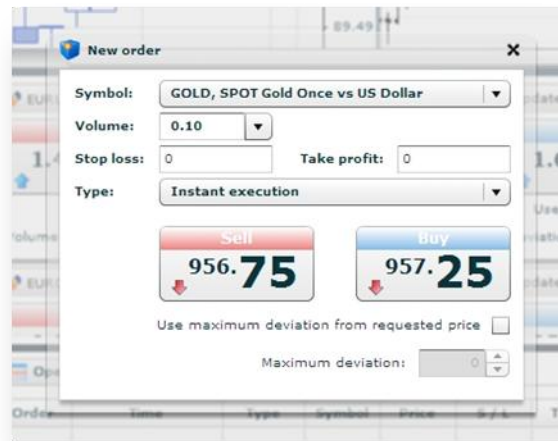 89.49
New order
Symbol: GOLD, SPOT Gold Once vs US Dollar
Volume: 0.10
Stop loss: 0 Take profit: 0
Type: Instant execution
Sell Buy
956.75 957.25
Use maximum deviation from requested price
Maximum deviation: 0
Order Time Type Symbol Price S / L